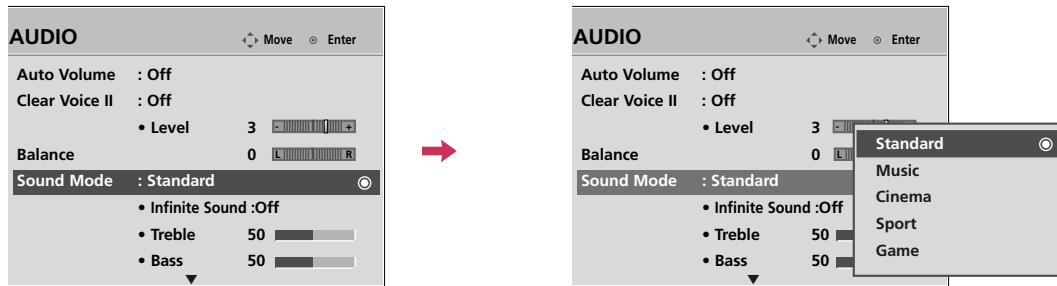 AUDIO Move Enter
Auto Volume : Off
Clear Voice II : Off
• Level 3 - +
Balance 0 L R
Sound Mode : Standard
• Infinite Sound :Off
• Treble 50
• Bass 50
AUDIO Move Enter
Auto Volume : Off
Clear Voice II : Off
• Level 3 -
Balance 0 L
Sound Mode : Standard
• Infinite Sound :Off
• Treble 50
• Bass 50
Standard
Music
Cinema
Sport
Game